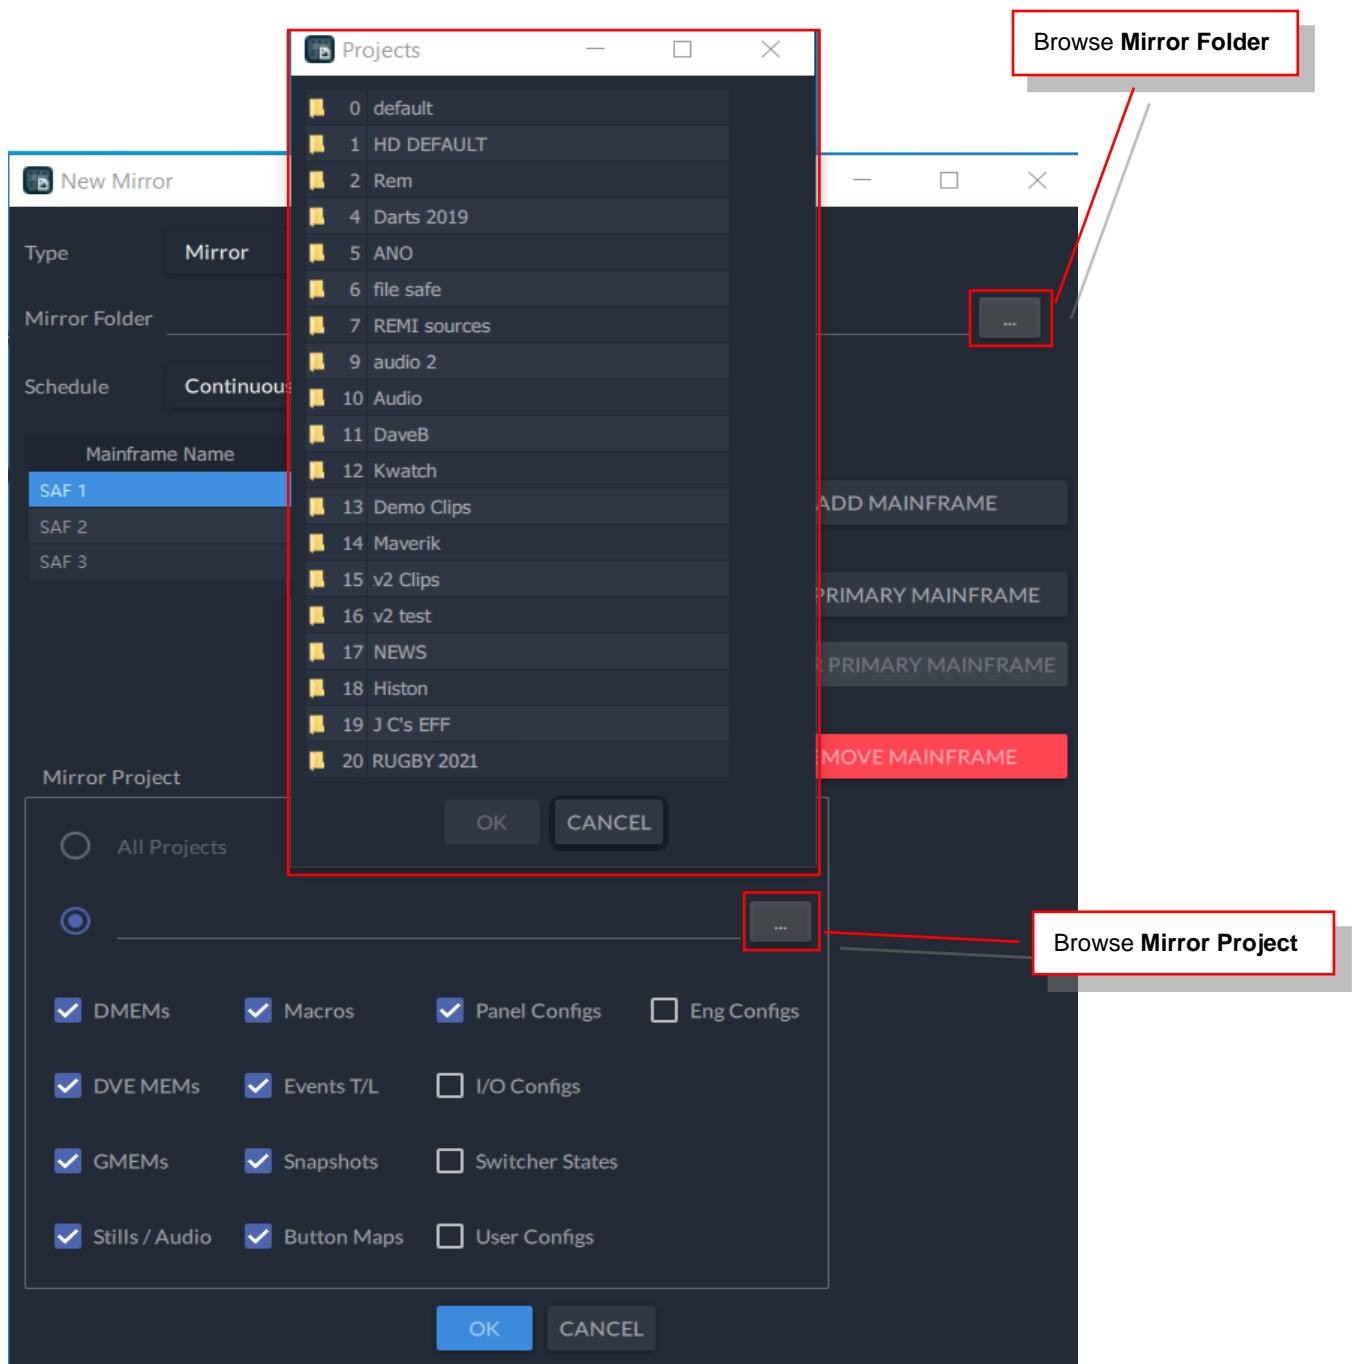 Browse Mirror Folder
Projects
0 default
1 HD DEFAULT
2 Rem
4 Darts 2019
5 ANO
6 file safe
7 REMI sources
9 audio 2
10 Audio
11 DaveB
12 Kwatch
13 Demo Clips
14 Maverik
15 v2 Clips
16 v2 test
17 NEWS
18 Histon
19 J C's EFF
20 RUGBY 2021
OK CANCEL
New Mirror
Type Mirror
Mirror Folder ...
Schedule Continuous
Mainframe Name
SAF 1
SAF 2
SAF 3
ADD MAINFRAME
PRIMARY MAINFRAME
PRIMARY MAINFRAME
MOVE MAINFRAME
Mirror Project
All Projects
...
Browse Mirror Project
DMEMs Macros Panel Configs Eng Configs
DVE MEMs Events T/L I/O Configs
GMEMs Snapshots Switcher States
Stills / Audio Button Maps User Configs
OK CANCEL